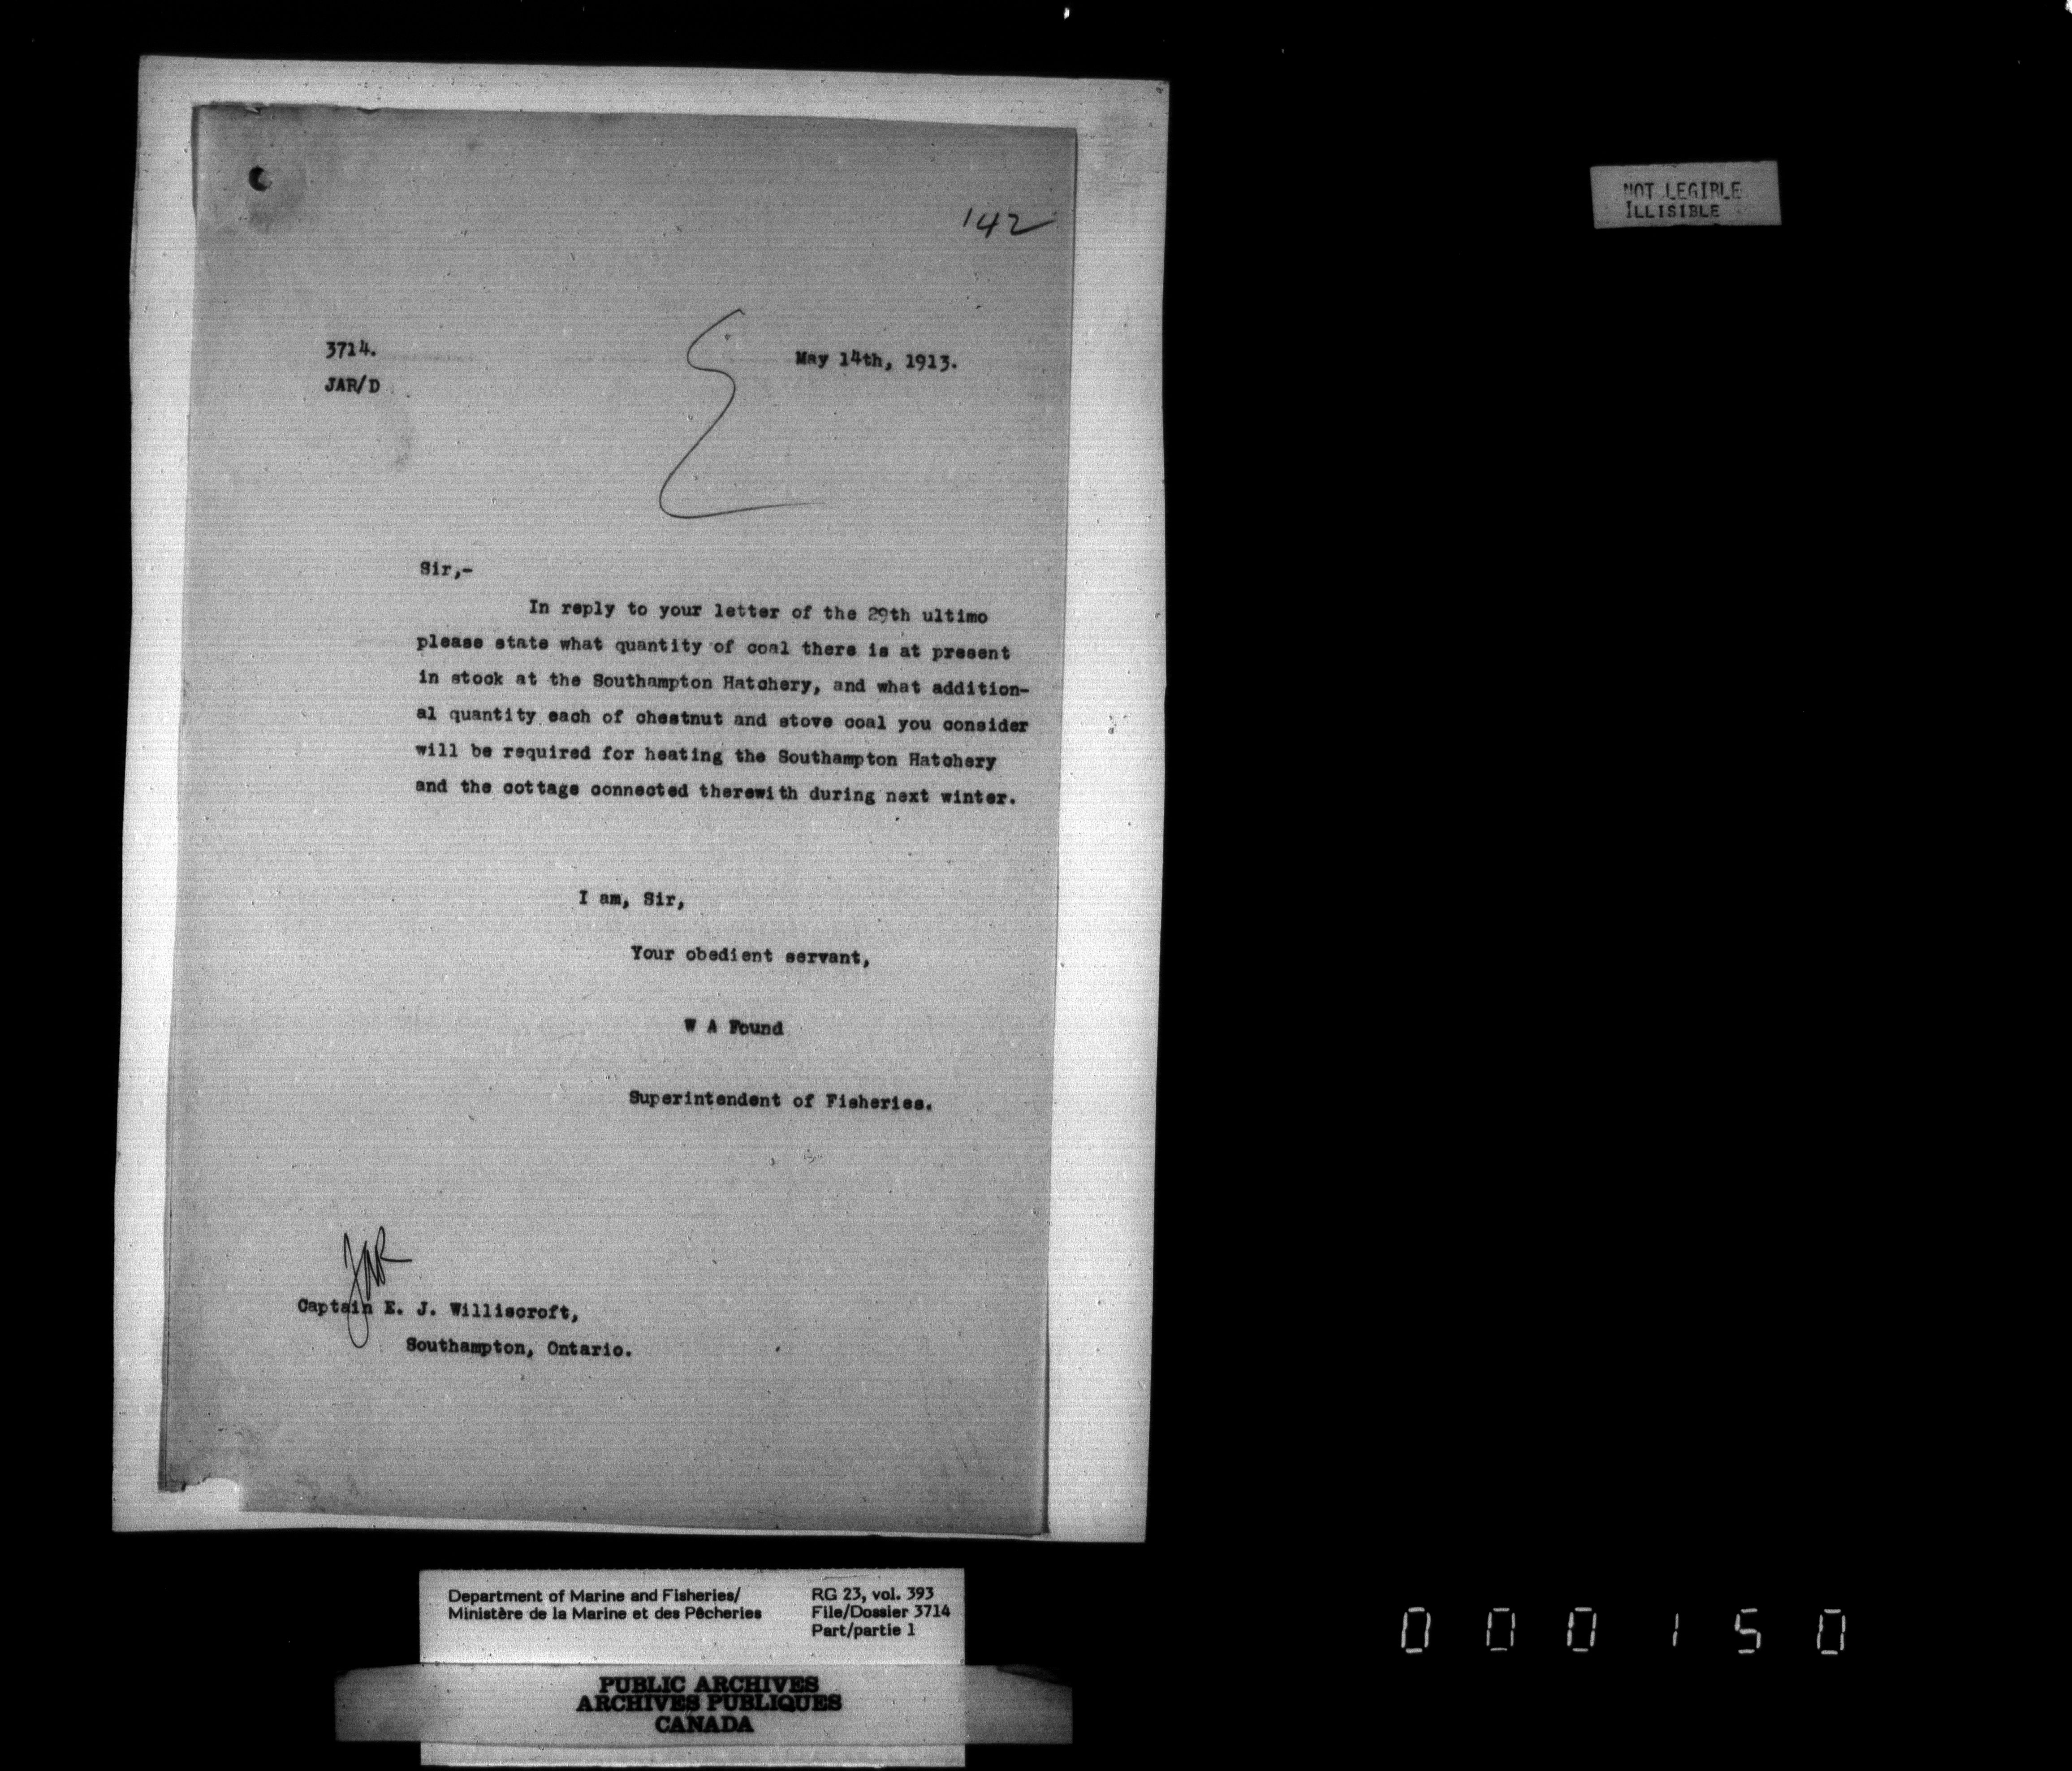 142
3714.
May 14th, 1913.
JAR/D
Sir,-
In reply to your letter of the 29th ultimo
please state what quantity of coal there is at present
in stock at the Southampton Hatchery, and what addition-
al quantity each of chestnut and stove coal you consider
will be required for heating the Southampton Hatchery
and the cottage connected therewith during next winter.
I am, Sir,
Your obedient servant,
W A Found
Superintendent of Fisheries.
JAR
Captain E. J. Williscroft,
Southampton, Ontario.
NOT LEGIBLE
ILLISIBLE
Department of Marine and Fisheries/
Ministère de la Marine et des Pêcheries
RG 23, vol. 393
File/Dossier 3714
Part/partie 1
PUBLIC ARCHIVES
ARCHIVES PUBLIQUES
CANADA
000150